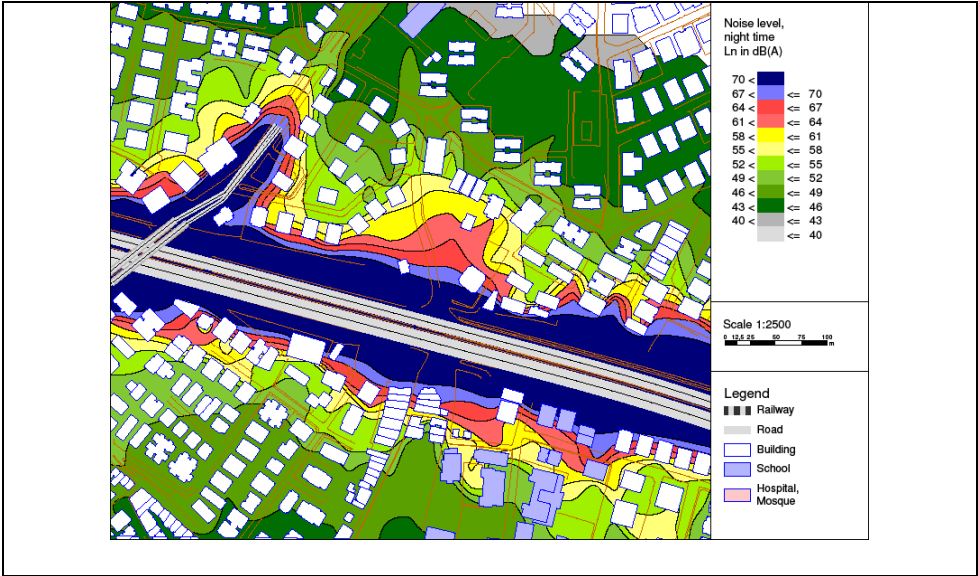 Noise level,
night time
Ln in dB(A)
70 <
67 < <= 70
64 < <= 67
61 < <= 64
58 < <= 61
55 < <= 58
52 < <= 55
49 < <= 52
46 < <= 49
43 < <= 46
40 < <= 43
<= 40
Scale 1:2500
0 12,5 25 50 75 100
m
Legend
Railway
Road
Building
School
Hospital,
Mosque